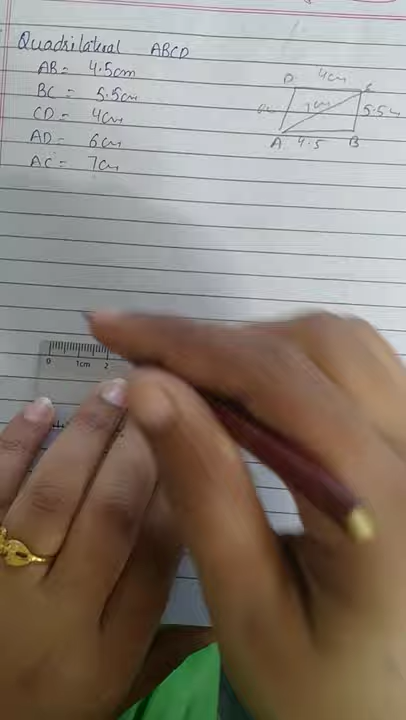 Quadrilateral ABCD
AB = 4.5cm
BC = 5.5cm
CD = 4cm
AD = 6cm
AC = 7cm
D 4cm C
7cm 5.5cm
A 4.5 B
0 1cm 2